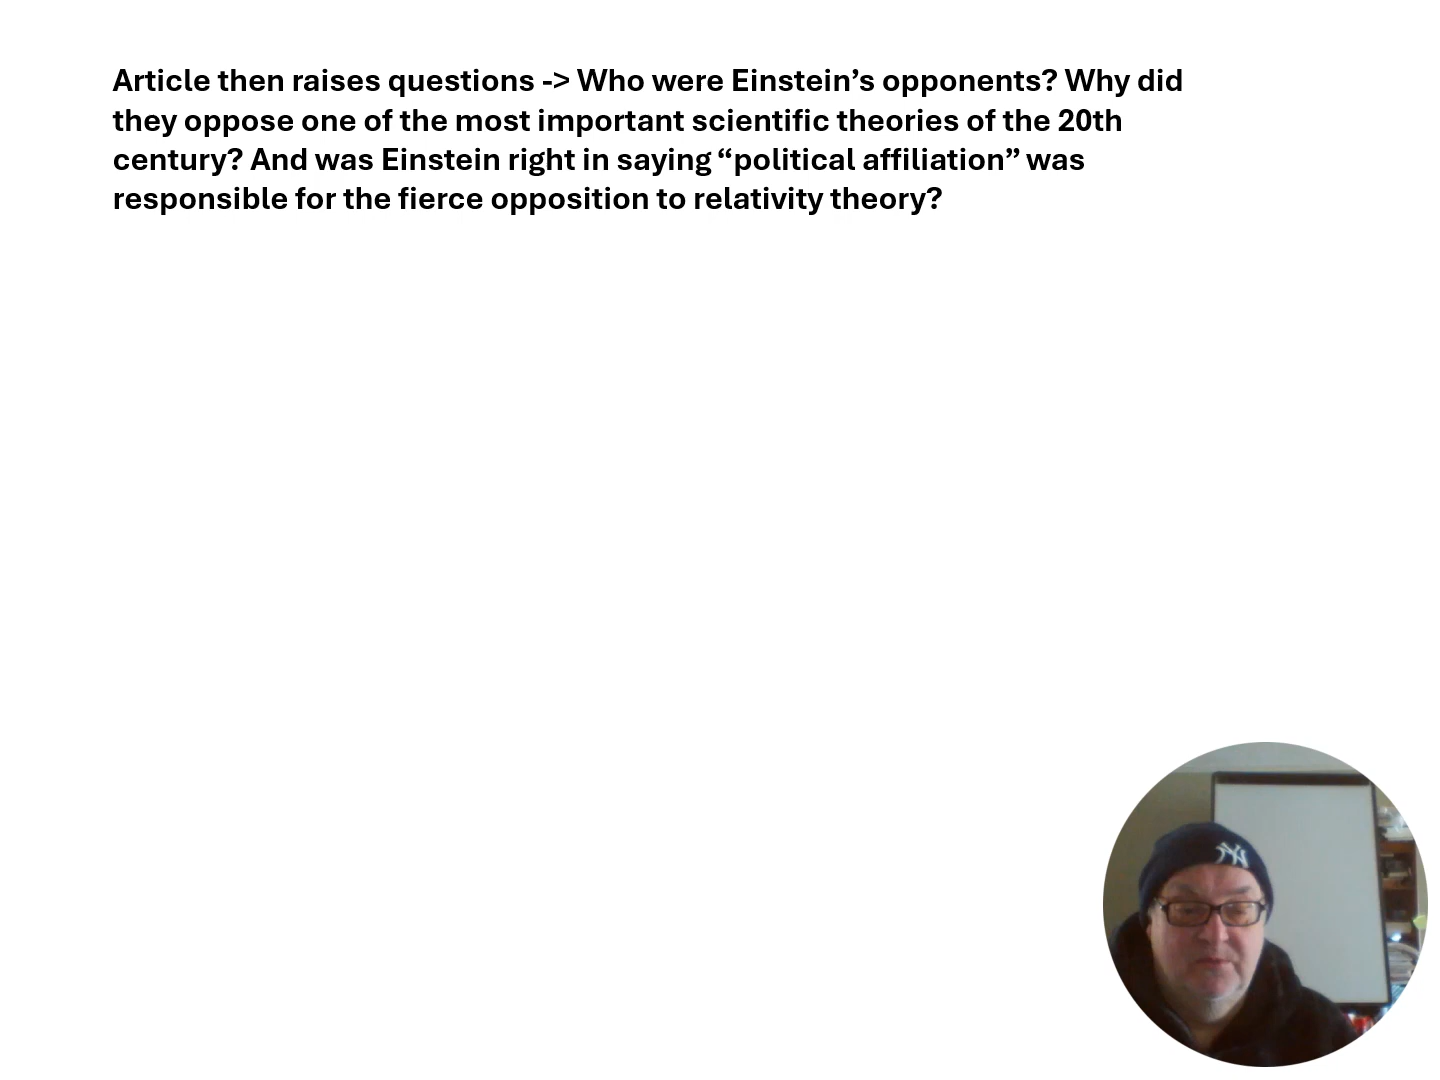 Article then raises questions -> Who were Einstein’s opponents? Why did
they oppose one of the most important scientific theories of the 20th
century? And was Einstein right in saying “political affiliation” was
responsible for the fierce opposition to relativity theory?
NY